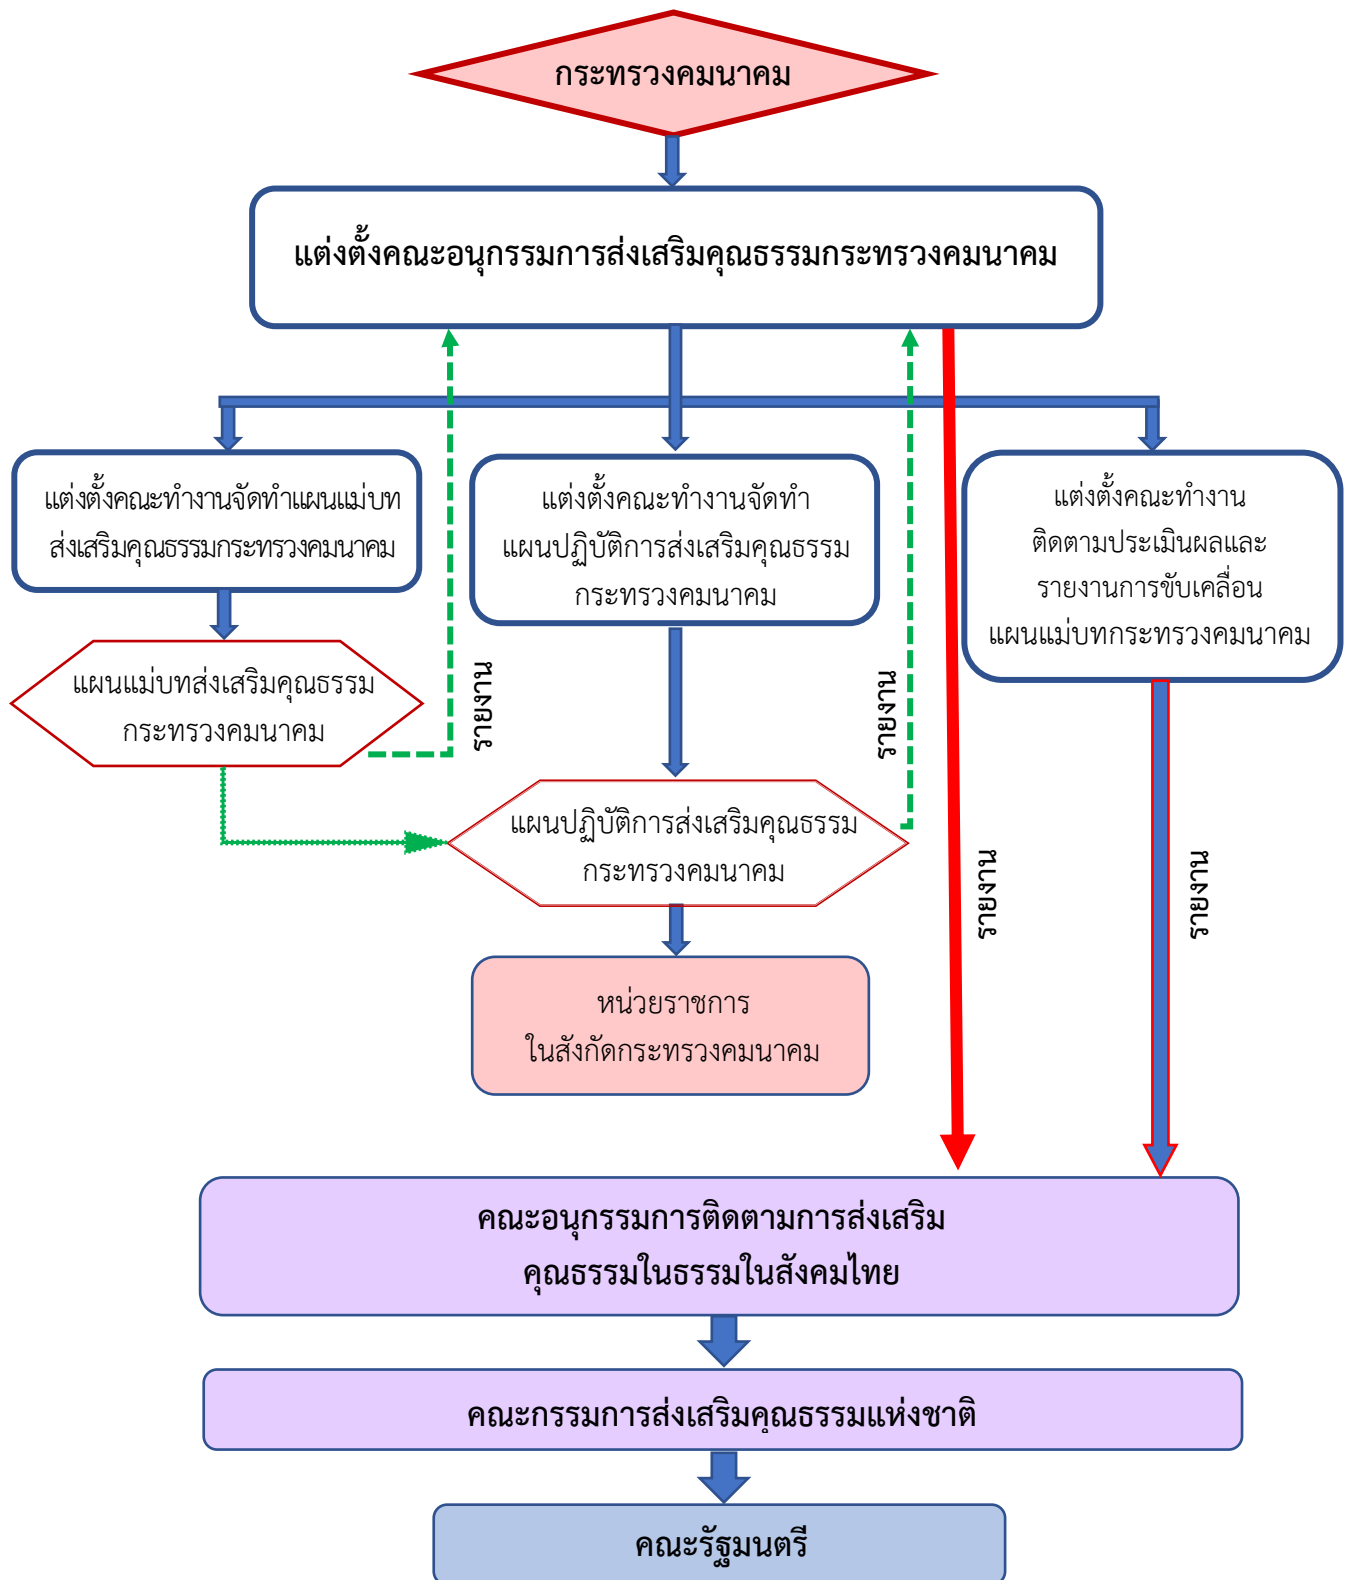 กระทรวงคมนาคม
แต่งตั้งคณะอนุกรรมการส่งเสริมคุณธรรมกระทรวงคมนาคม
แต่งตั้งคณะทำงานจัดทำแผนแม่บท
ส่งเสริมคุณธรรมกระทรวงคมนาคม
แต่งตั้งคณะทำงานจัดทำ
แผนปฏิบัติการส่งเสริมคุณธรรม
กระทรวงคมนาคม
แต่งตั้งคณะทำงาน
ติดตามประเมินผลและ
รายงานการขับเคลื่อน
แผนแม่บทกระทรวงคมนาคม
แผนแม่บทส่งเสริมคุณธรรม
กระทรวงคมนาคม
รายงาน
รายงาน
แผนปฏิบัติการส่งเสริมคุณธรรม
กระทรวงคมนาคม
รายงาน
รายงาน
หน่วยราชการ
ในสังกัดกระทรวงคมนาคม
คณะอนุกรรมการติดตามการส่งเสริม
คุณธรรมในธรรมในสังคมไทย
คณะกรรมการส่งเสริมคุณธรรมแห่งชาติ
คณะรัฐมนตรี